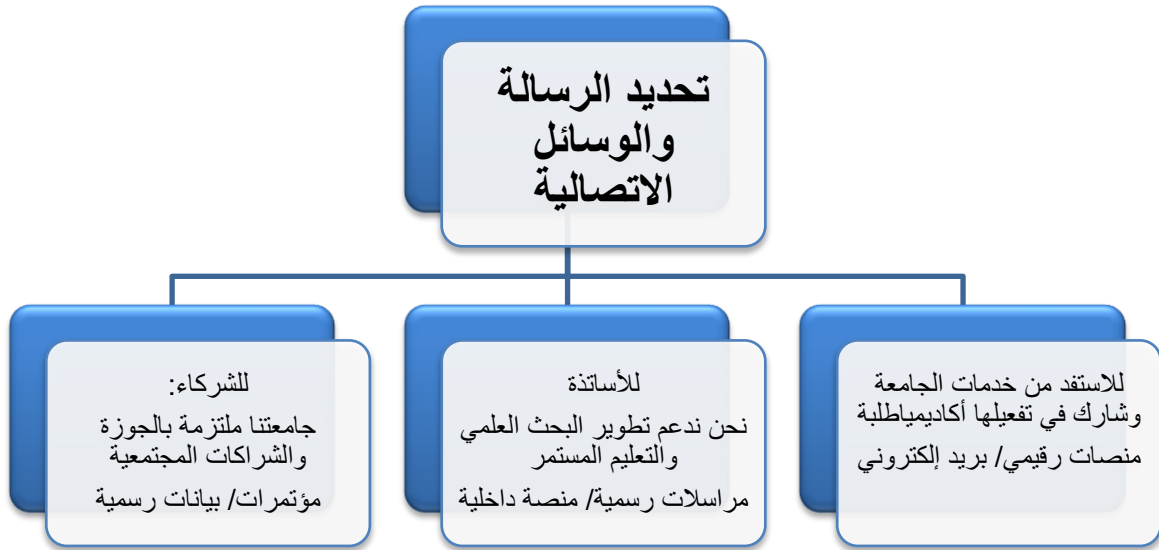 تحديد الرسالة
والوسائل
الاتصالية
للاستفد من خدمات الجامعة
وشارك في تفعيلها أكاديمياطلبة
منصات رقيمي/ بريد إلكتروني
للأساتذة
نحن ندعم تطوير البحث العلمي
والتعليم المستمر
مراسلات رسمية/ منصة داخلية
للشركاء:
جامعتنا ملتزمة بالجوزة
والشراكات المجتمعية
مؤتمرات/ بيانات رسمية